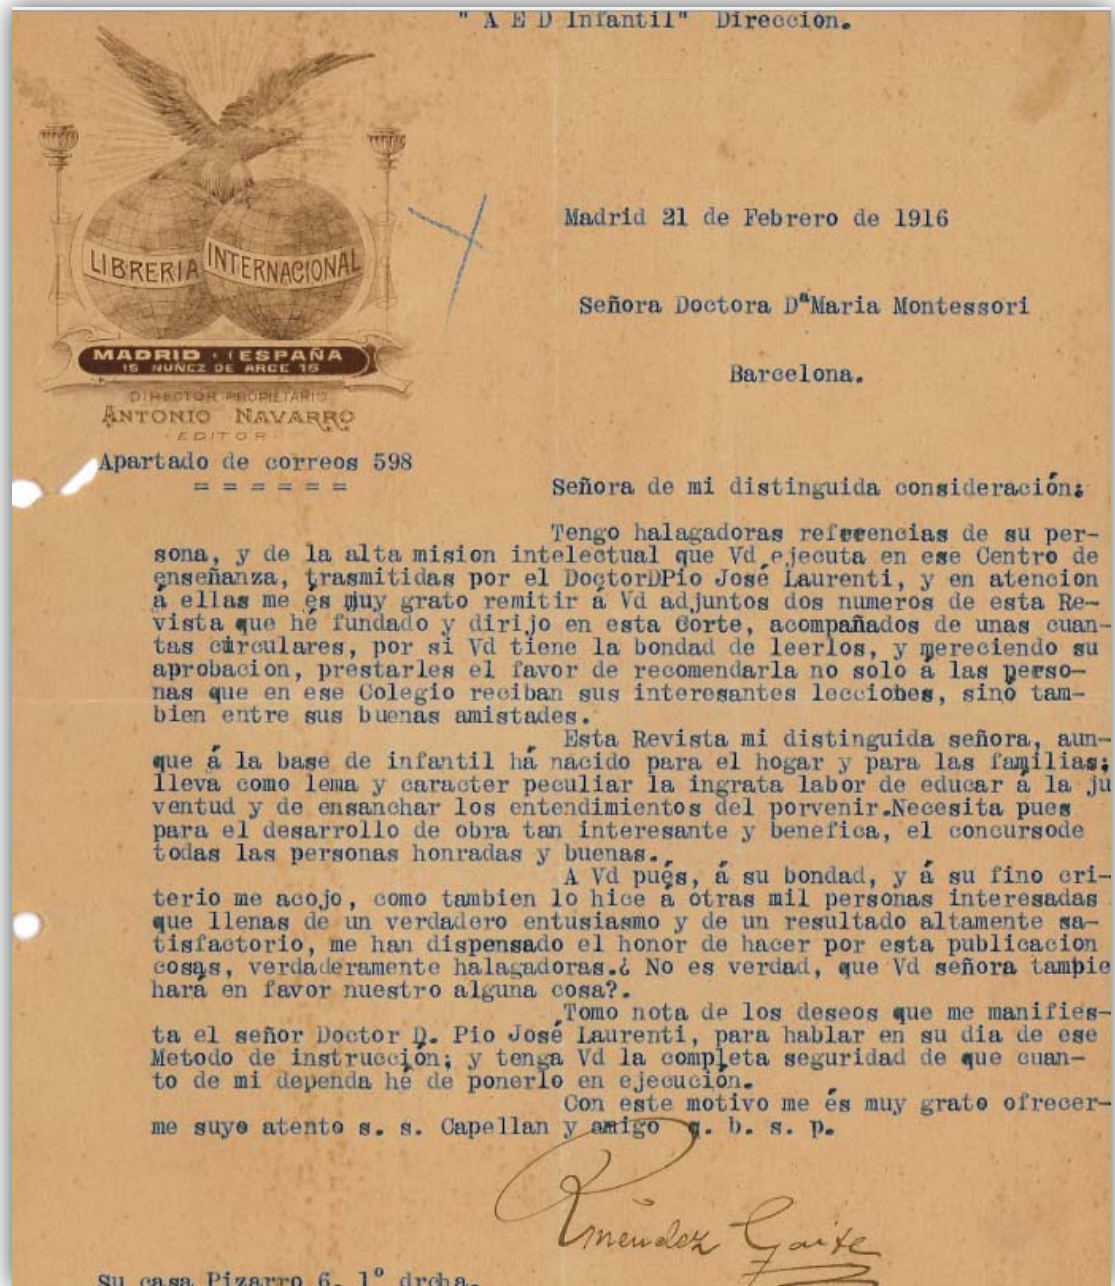 " A E D Infantil" Dirección.
LIBRERIA INTERNACIONAL
MADRID · ESPAÑA
15 NUÑEZ DE ARCE 15
DIRECTOR PROPIETARIO
ANTONIO NAVARRO
EDITOR
Apartado de correos 598
= = = = = =
Madrid 21 de Febrero de 1916
Señora Doctora Dª Maria Montessori
Barcelona.
Señora de mi distinguida consideración;
Tengo halagadoras referencias de su per-
sona, y de la alta mision intelectual que Vd ejecuta en ese Centro de
enseñanza, trasmitidas por el DoctorDPio José Laurenti, y en atencion
á ellas me és muy grato remitir á Vd adjuntos dos numeros de esta Re-
vista que hé fundado y dirijo en esta Corte, acompañados de unas cuan-
tas circulares, por si Vd tiene la bondad de leerlos, y mereciendo su
aprobacion, prestarles el favor de recomendarla no solo á las perso-
nas que en ese Colegio reciban sus interesantes lecciones, sinó tam-
bien entre sus buenas amistades.
Esta Revista mi distinguida señora, aun-
que á la base de infantil há nacido para el hogar y para las familias;
lleva como lema y caracter peculiar la ingrata labor de educar á la ju
ventud y de ensanchar los entendimientos del porvenir.Necesita pues
para el desarrollo de obra tan interesante y benefica, el concursode
todas las personas honradas y buenas.
A Vd pués, á su bondad, y á su fino cri-
terio me acojo, como tambien lo hice á otras mil personas interesadas
que llenas de un verdadero entusiasmo y de un resultado altamente sa-
tisfactorio, me han dispensado el honor de hacer por esta publicacion
cosas, verdaderamente halagadoras.¿ No es verdad, que Vd señora tambie
hará en favor nuestro alguna cosa?.
Tomo nota de los deseos que me manifies-
ta el señor Doctor D. Pio José Laurenti, para hablar en su dia de ese
Metodo de instrucción; y tenga Vd la completa seguridad de que cuan-
to de mi dependa hé de ponerlo en ejecución.
Con este motivo me és muy grato ofrecer-
me suyo atento s. s. Capellan y amigo q. b. s. p.
R Mendez Gaite
Su casa Pizarro 6. 1º drcha.